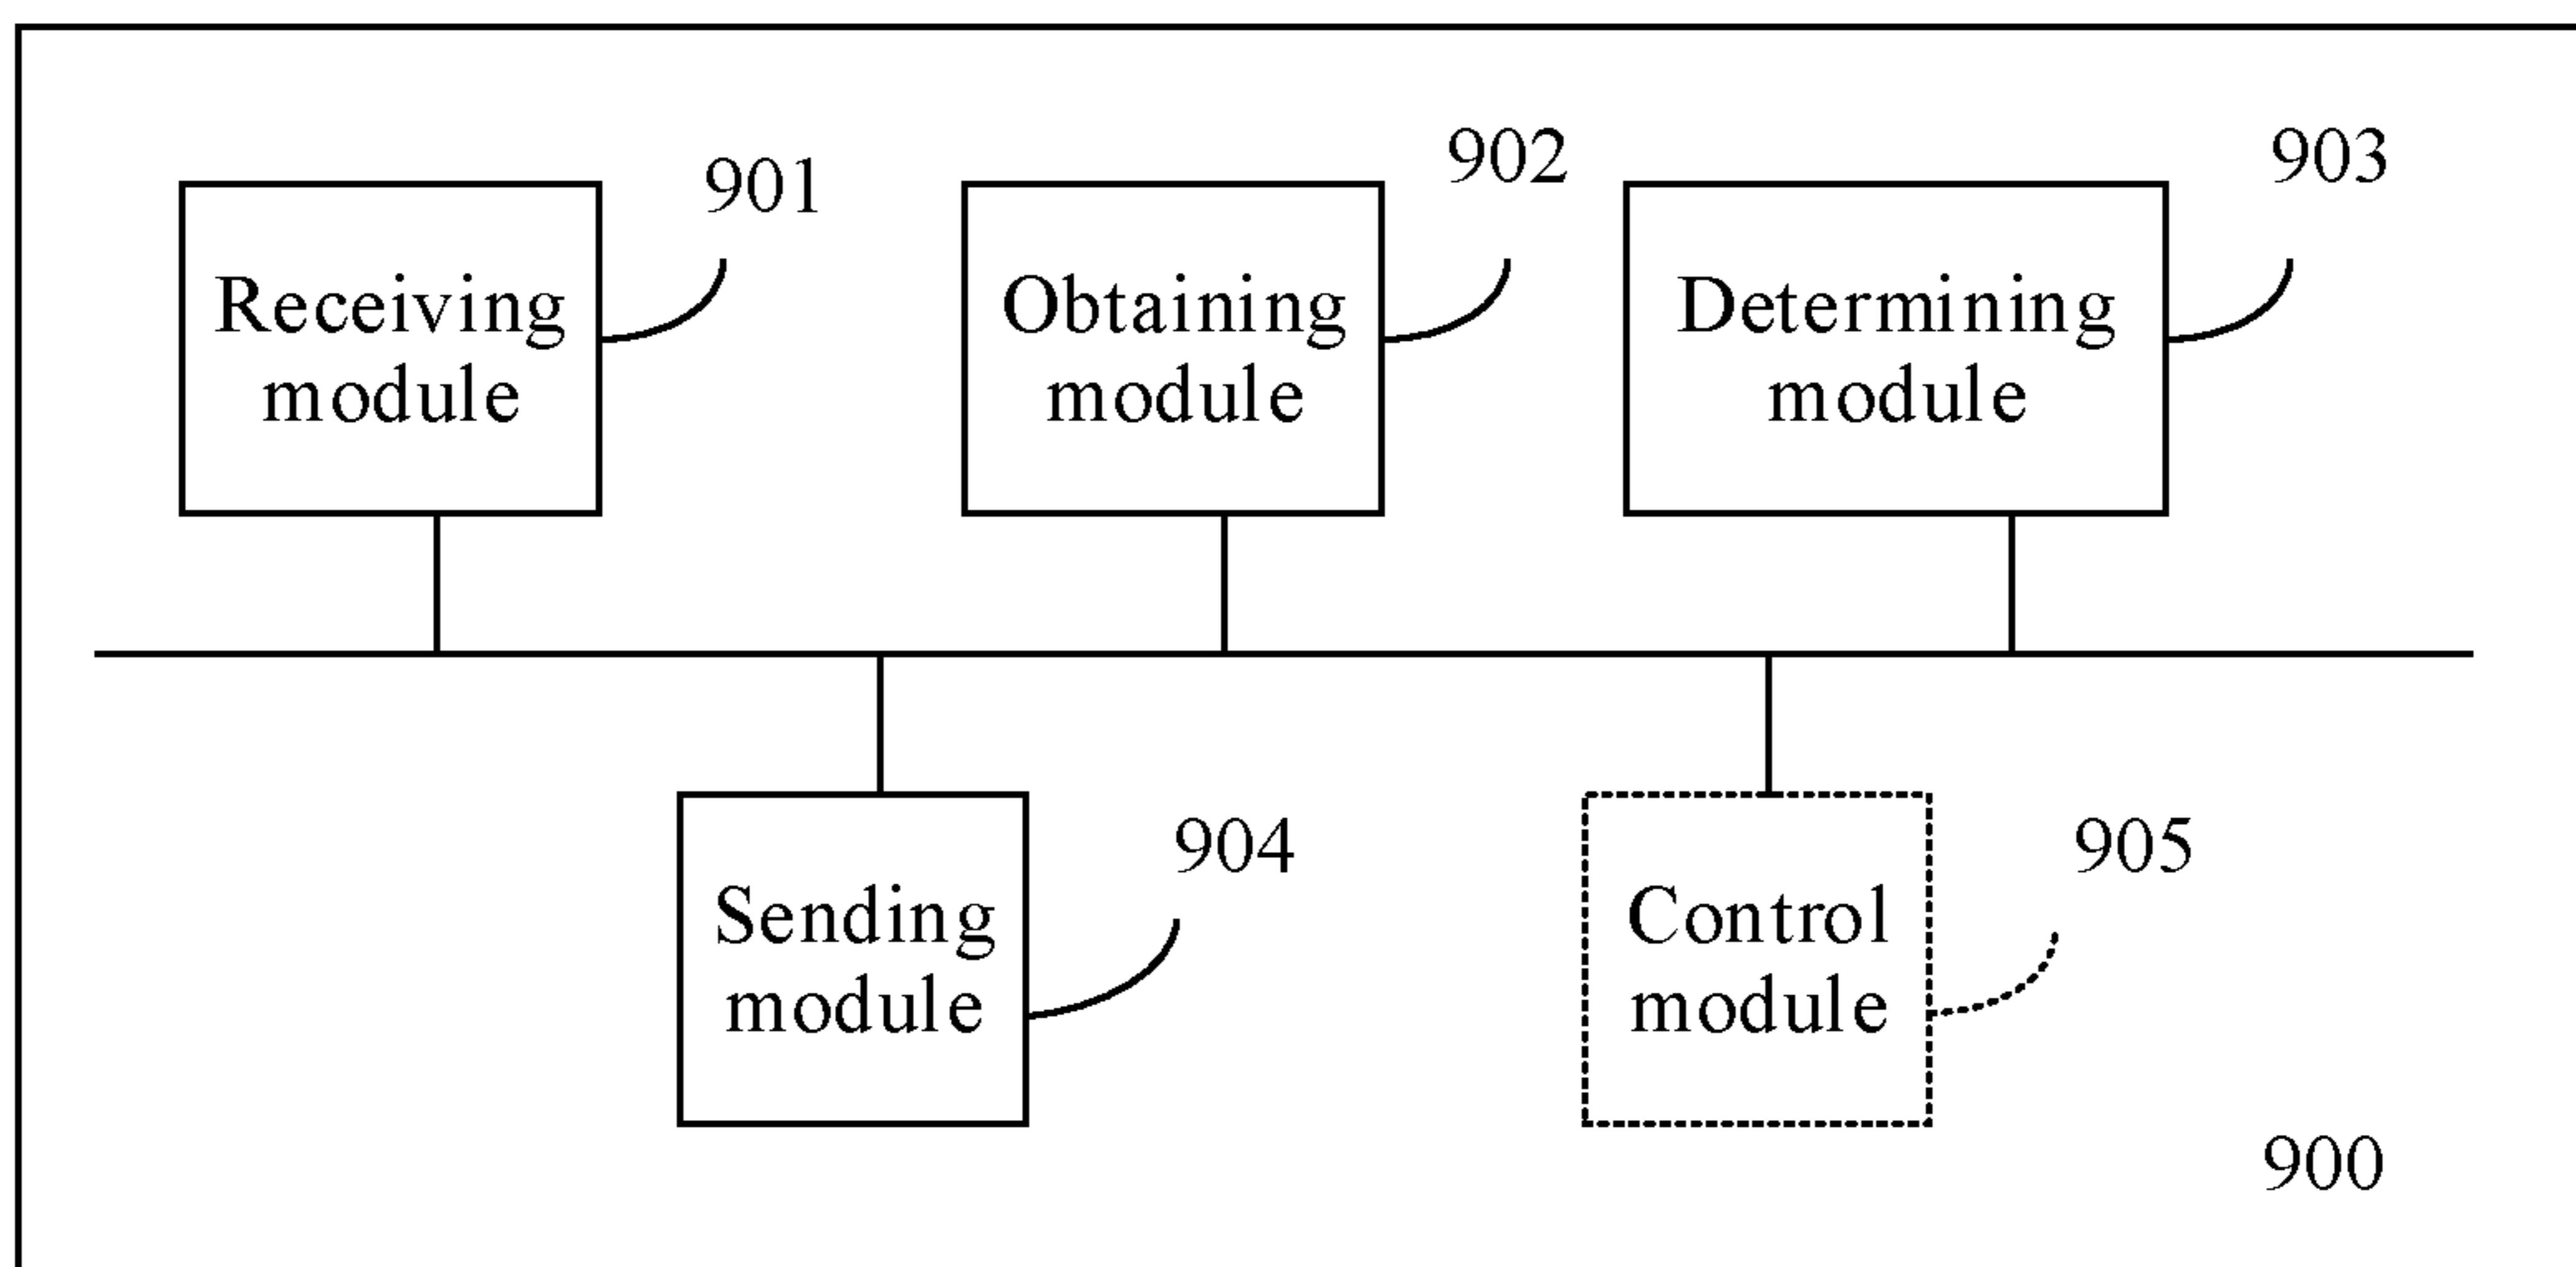 901
902
903
Receiving
module
Obtaining
module
Determining
module
904
905
Sending
module
Control
module
900